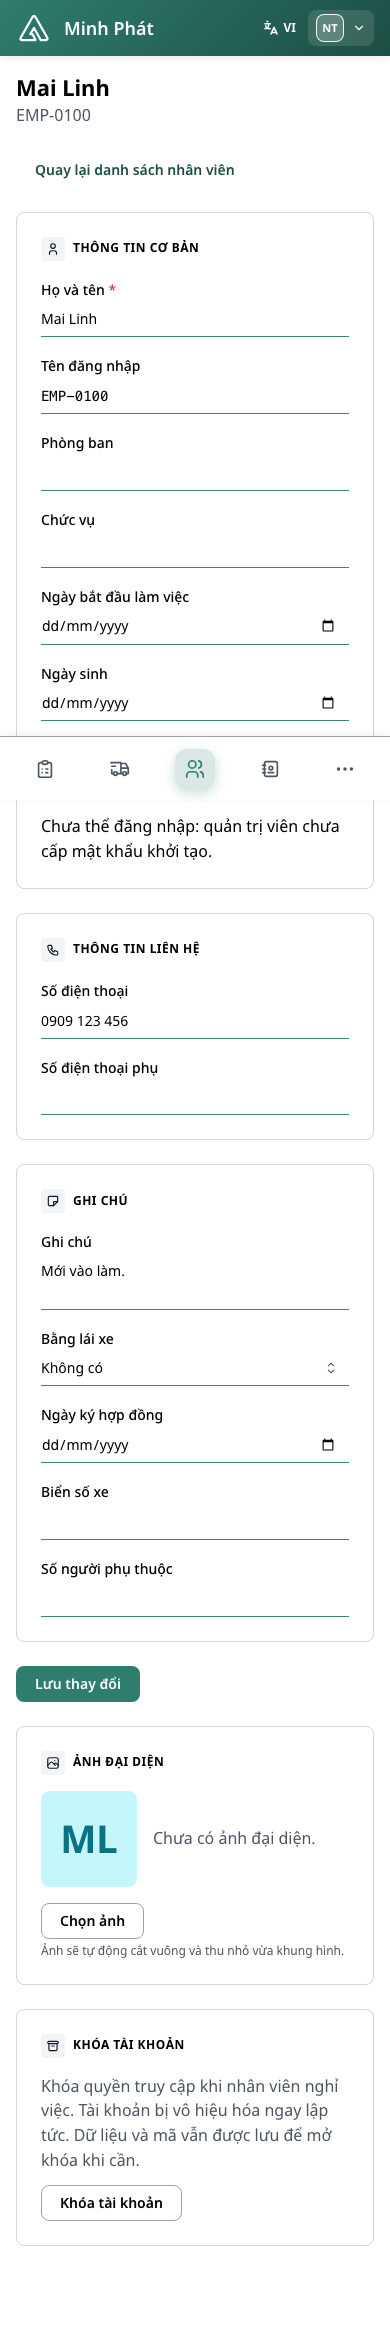 Minh Phát
VI
NT
Mai Linh
EMP-0100
Quay lại danh sách nhân viên
THÔNG TIN CƠ BẢN
Họ và tên *
Mai Linh
Tên đăng nhập
EMP-0100
Phòng ban
Chức vụ
Ngày bắt đầu làm việc
dd/mm/yyyy
Ngày sinh
dd/mm/yyyy
Chưa thể đăng nhập: quản trị viên chưa
cấp mật khẩu khởi tạo.
THÔNG TIN LIÊN HỆ
Số điện thoại
0909 123 456
Số điện thoại phụ
GHI CHÚ
Ghi chú
Mới vào làm.
Bằng lái xe
Không có
Ngày ký hợp đồng
dd/mm/yyyy
Biển số xe
Số người phụ thuộc
Lưu thay đổi
ẢNH ĐẠI DIỆN
ML
Chưa có ảnh đại diện.
Chọn ảnh
Ảnh sẽ tự động cắt vuông và thu nhỏ vừa khung hình.
KHÓA TÀI KHOẢN
Khóa quyền truy cập khi nhân viên nghỉ
việc. Tài khoản bị vô hiệu hóa ngay lập
tức. Dữ liệu và mã vẫn được lưu để mở
khóa khi cần.
Khóa tài khoản